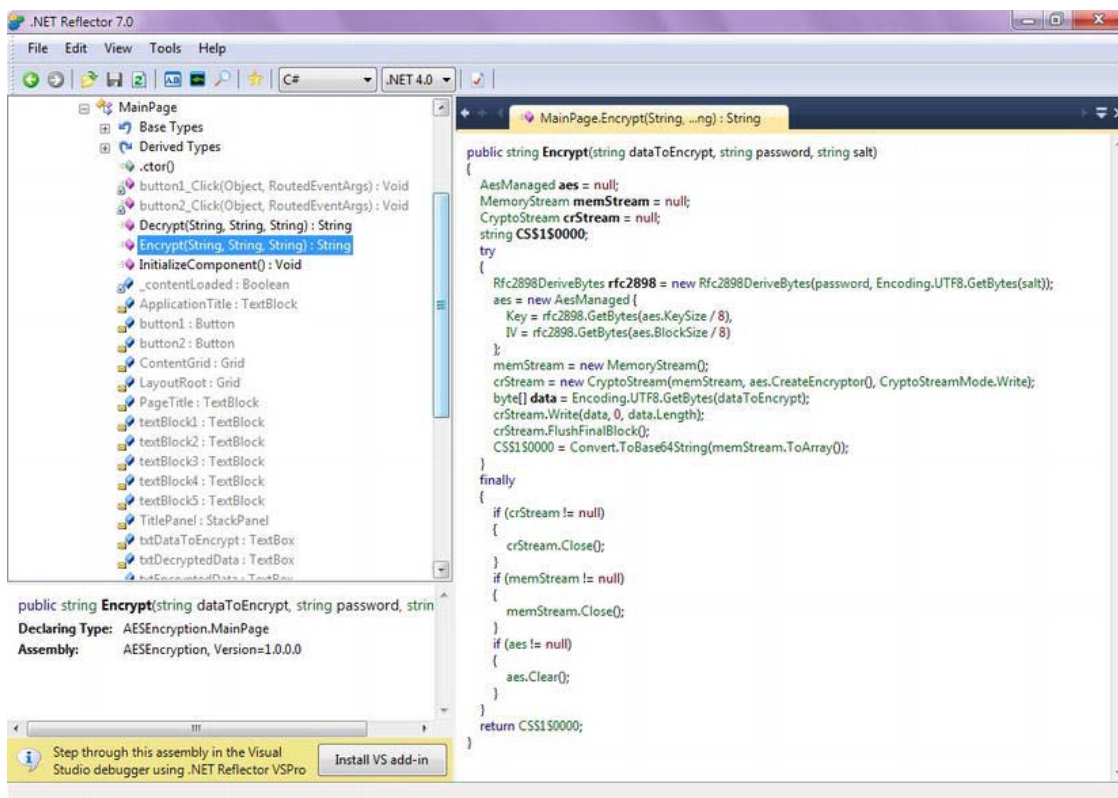 .NET Reflector 7.0
File Edit View Tools Help
C# .NET 4.0
MainPage
Base Types
Derived Types
.ctor()
button1_Click(Object, RoutedEventArgs) : Void
button2_Click(Object, RoutedEventArgs) : Void
Decrypt(String, String, String) : String
Encrypt(String, String, String) : String
InitializeComponent() : Void
_contentLoaded : Boolean
ApplicationTitle : TextBlock
button1 : Button
button2 : Button
ContentGrid : Grid
LayoutRoot : Grid
PageTitle : TextBlock
textBlock1 : TextBlock
textBlock2 : TextBlock
textBlock3 : TextBlock
textBlock4 : TextBlock
textBlock5 : TextBlock
TitlePanel : StackPanel
txtDataToEncrypt : TextBox
txtDecryptedData : TextBox
public string Encrypt(string dataToEncrypt, string password, strin
Declaring Type: AESEncryption.MainPage
Assembly: AESEncryption, Version=1.0.0.0
Step through this assembly in the Visual
Studio debugger using .NET Reflector VSPro
Install VS add-in
MainPage.Encrypt(String, ...ng) : String
public string Encrypt(string dataToEncrypt, string password, string salt)
{
AesManaged aes = null;
MemoryStream memStream = null;
CryptoStream crStream = null;
string CS$1$0000;
try
{
Rfc2898DeriveBytes rfc2898 = new Rfc2898DeriveBytes(password, Encoding.UTF8.GetBytes(salt));
aes = new AesManaged {
Key = rfc2898.GetBytes(aes.KeySize / 8),
IV = rfc2898.GetBytes(aes.BlockSize / 8)
};
memStream = new MemoryStream();
crStream = new CryptoStream(memStream, aes.CreateEncryptor(), CryptoStreamMode.Write);
byte[] data = Encoding.UTF8.GetBytes(dataToEncrypt);
crStream.Write(data, 0, data.Length);
crStream.FlushFinalBlock();
CS$1$0000 = Convert.ToBase64String(memStream.ToArray());
}
finally
{
if (crStream != null)
{
crStream.Close();
}
if (memStream != null)
{
memStream.Close();
}
if (aes != null)
{
aes.Clear();
}
}
return CS$1$0000;
}